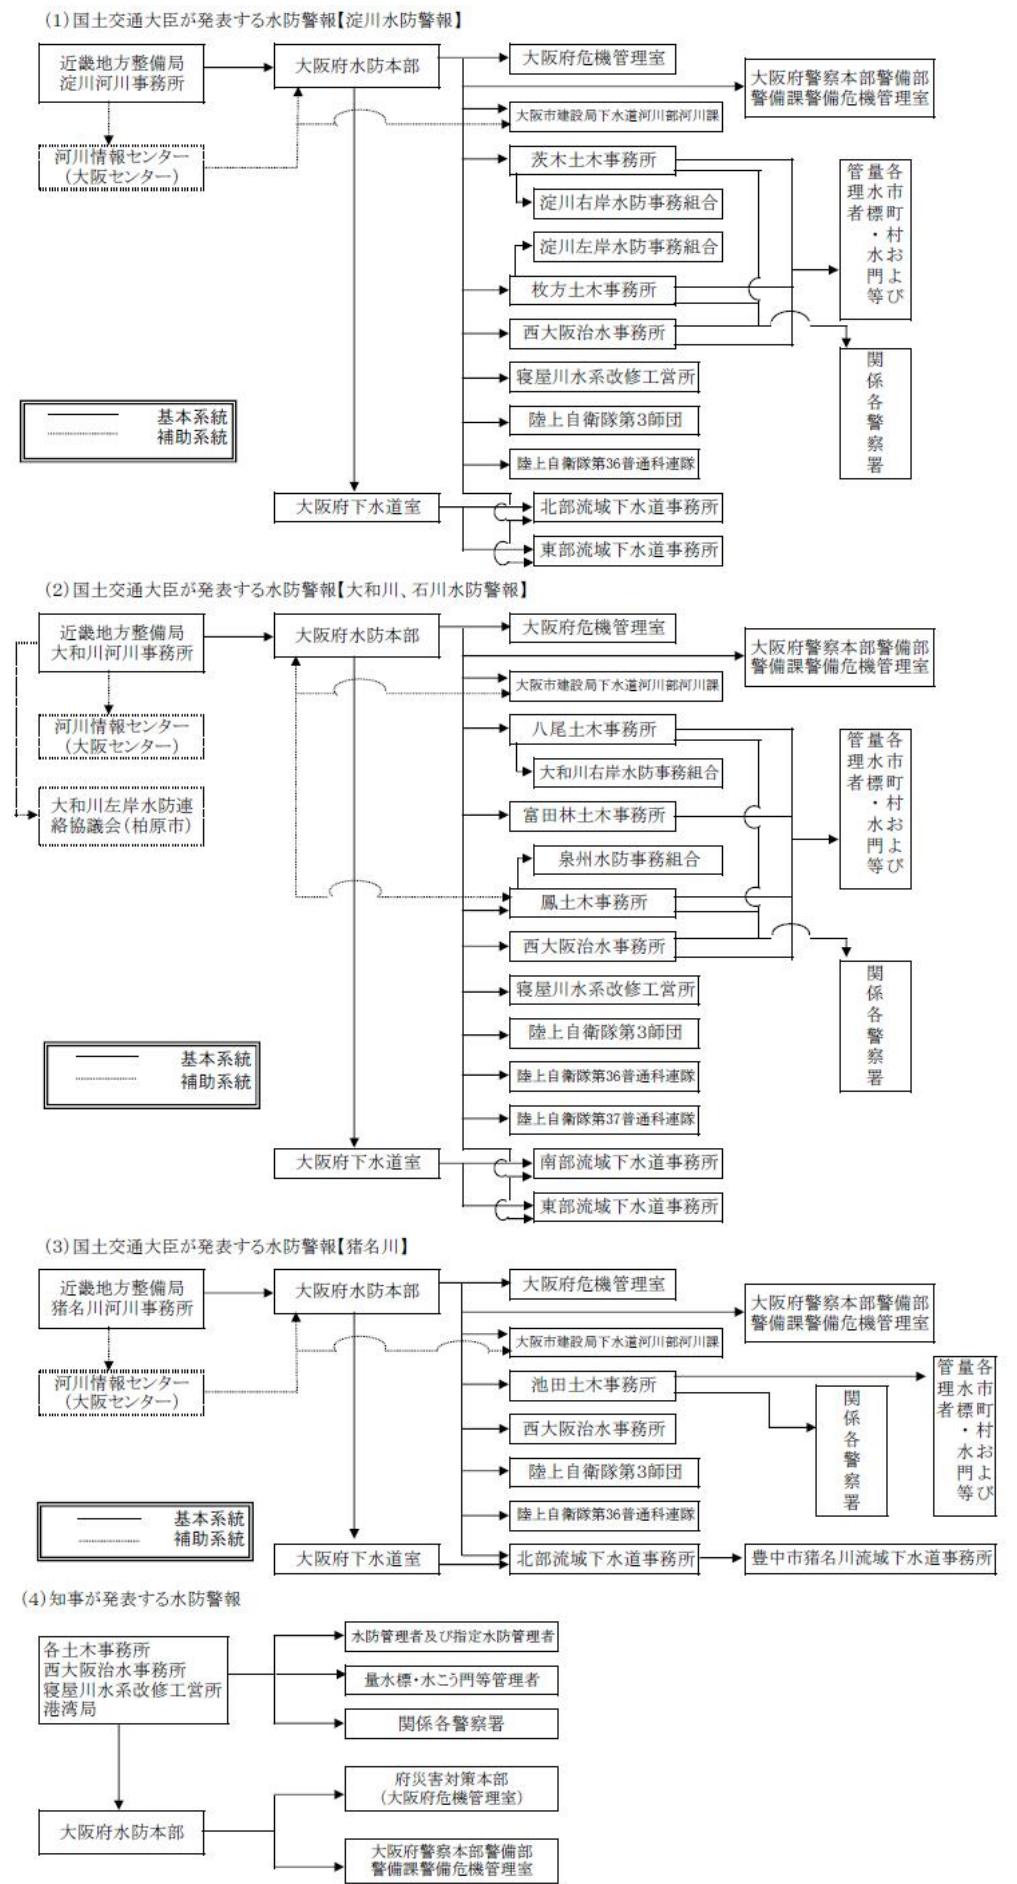 (1)国土交通大臣が発表する水防警報【淀川水防警報】
近畿地方整備局
淀川河川事務所
大阪府水防本部
大阪府危機管理室
大阪府警察本部警備部
警備課警備危機管理室
大阪市建設局下水道河川部河川課
河川情報センター
(大阪センター)
茨木土木事務所
淀川右岸水防事務組合
淀川左岸水防事務組合
枚方土木事務所
西大阪治水事務所
各市町村および
量水標・水門等
管理者
関係各警察署
寝屋川水系改修工営所
陸上自衛隊第3師団
陸上自衛隊第36普通科連隊
基本系統
補助系統
大阪府下水道室
北部流域下水道事務所
東部流域下水道事務所
(2)国土交通大臣が発表する水防警報【大和川、石川水防警報】
近畿地方整備局
大和川河川事務所
大阪府水防本部
大阪府危機管理室
大阪府警察本部警備部
警備課警備危機管理室
大阪市建設局下水道河川部河川課
河川情報センター
(大阪センター)
大和川左岸水防連
絡協議会(柏原市)
八尾土木事務所
大和川右岸水防事務組合
富田林土木事務所
泉州水防事務組合
鳳土木事務所
西大阪治水事務所
各市町村および
量水標・水門等
管理者
関係各警察署
寝屋川水系改修工営所
陸上自衛隊第3師団
陸上自衛隊第36普通科連隊
陸上自衛隊第37普通科連隊
基本系統
補助系統
大阪府下水道室
南部流域下水道事務所
東部流域下水道事務所
(3)国土交通大臣が発表する水防警報【猪名川】
近畿地方整備局
猪名川河川事務所
大阪府水防本部
大阪府危機管理室
大阪府警察本部警備部
警備課警備危機管理室
大阪市建設局下水道河川部河川課
河川情報センター
(大阪センター)
池田土木事務所
西大阪治水事務所
関係各警察署
各市町村および
量水標・水門等
管理者
陸上自衛隊第3師団
陸上自衛隊第36普通科連隊
基本系統
補助系統
大阪府下水道室
北部流域下水道事務所
豊中市猪名川流域下水道事務所
(4)知事が発表する水防警報
各土木事務所
西大阪治水事務所
寝屋川水系改修工営所
港湾局
水防管理者及び指定水防管理者
量水標・水こう門等管理者
関係各警察署
大阪府水防本部
府災害対策本部
(大阪府危機管理室)
大阪府警察本部警備部
警備課警備危機管理室